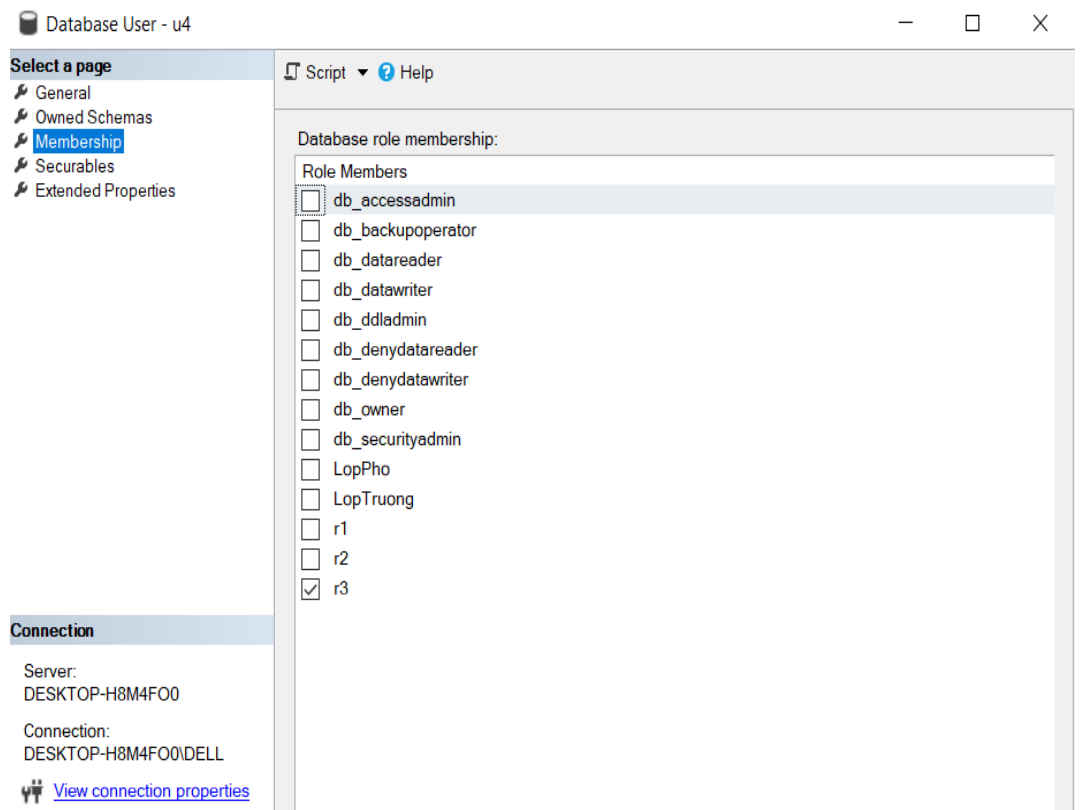 Database User - u4
Select a page
General
Owned Schemas
Membership
Securables
Extended Properties
Script
Help
Database role membership:
Role Members
db_accessadmin
db_backupoperator
db_datareader
db_datawriter
db_ddladmin
db_denydatareader
db_denydatawriter
db_owner
db_securityadmin
LopPho
LopTruong
r1
r2
r3
Connection
Server:
DESKTOP-H8M4FO0
Connection:
DESKTOP-H8M4FO0\DELL
View connection properties